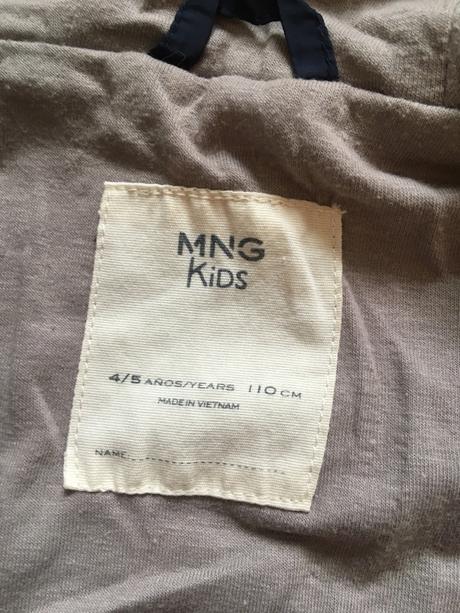 MNG
KiDS
4/5 AÑOS/YEARS 110 CM
MADE IN VIETNAM
NAME